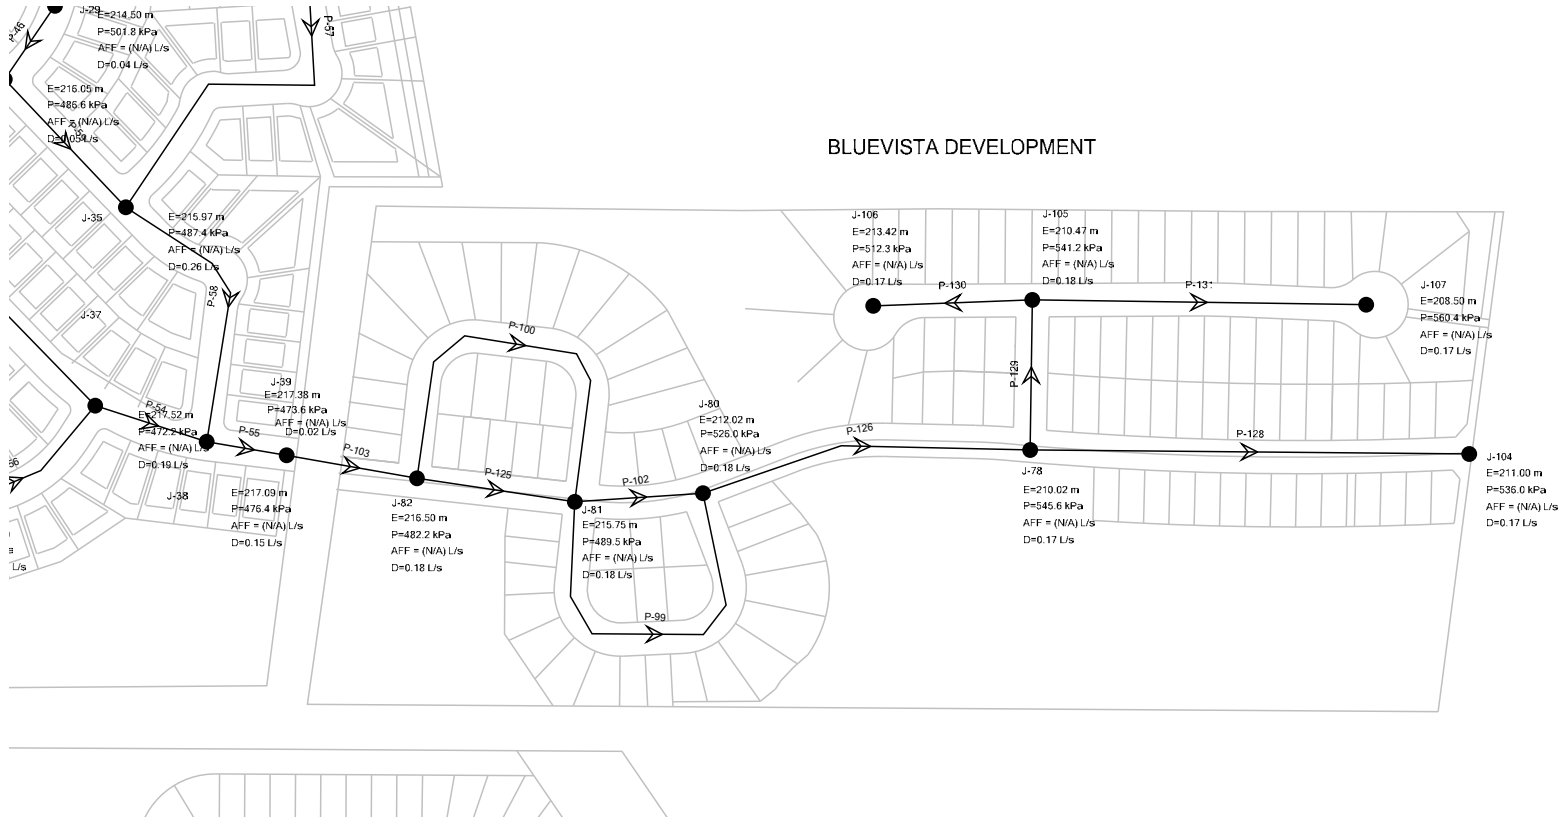 J-29
E=214.50 m
P=501.8 kPa
AFF = (N/A) L/s
D=0.04 L/s
P-46
P-57
E=216.05 m
P=486.6 kPa
AFF = (N/A) L/s
D=0.05 L/s
BLUEVISTA DEVELOPMENT
J-35
E=215.97 m
P=487.4 kPa
AFF = (N/A) L/s
D=0.26 L/s
P-58
J-37
J-106
E=213.42 m
P=512.3 kPa
AFF = (N/A) L/s
D=0.17 L/s
J-105
E=210.47 m
P=541.2 kPa
AFF = (N/A) L/s
D=0.18 L/s
P-130
P-131
J-107
E=208.50 m
P=560.4 kPa
AFF = (N/A) L/s
D=0.17 L/s
P-100
P-129
J-39
E=217.38 m
P=473.6 kPa
AFF = (N/A) L/s
D=0.02 L/s
P-54
E=217.52 m
P=472.2 kPa
AFF = (N/A) L/s
D=0.19 L/s
P-55
P-103
J-80
E=212.02 m
P=526.0 kPa
AFF = (N/A) L/s
D=0.18 L/s
P-126
P-128
J-104
E=211.00 m
P=536.0 kPa
AFF = (N/A) L/s
D=0.17 L/s
P-125
P-102
J-78
E=210.02 m
P=545.6 kPa
AFF = (N/A) L/s
D=0.17 L/s
J-38
E=217.09 m
P=476.4 kPa
AFF = (N/A) L/s
D=0.15 L/s
J-82
E=216.50 m
P=482.2 kPa
AFF = (N/A) L/s
D=0.18 L/s
J-81
E=215.75 m
P=489.5 kPa
AFF = (N/A) L/s
D=0.18 L/s
L/s
P-99